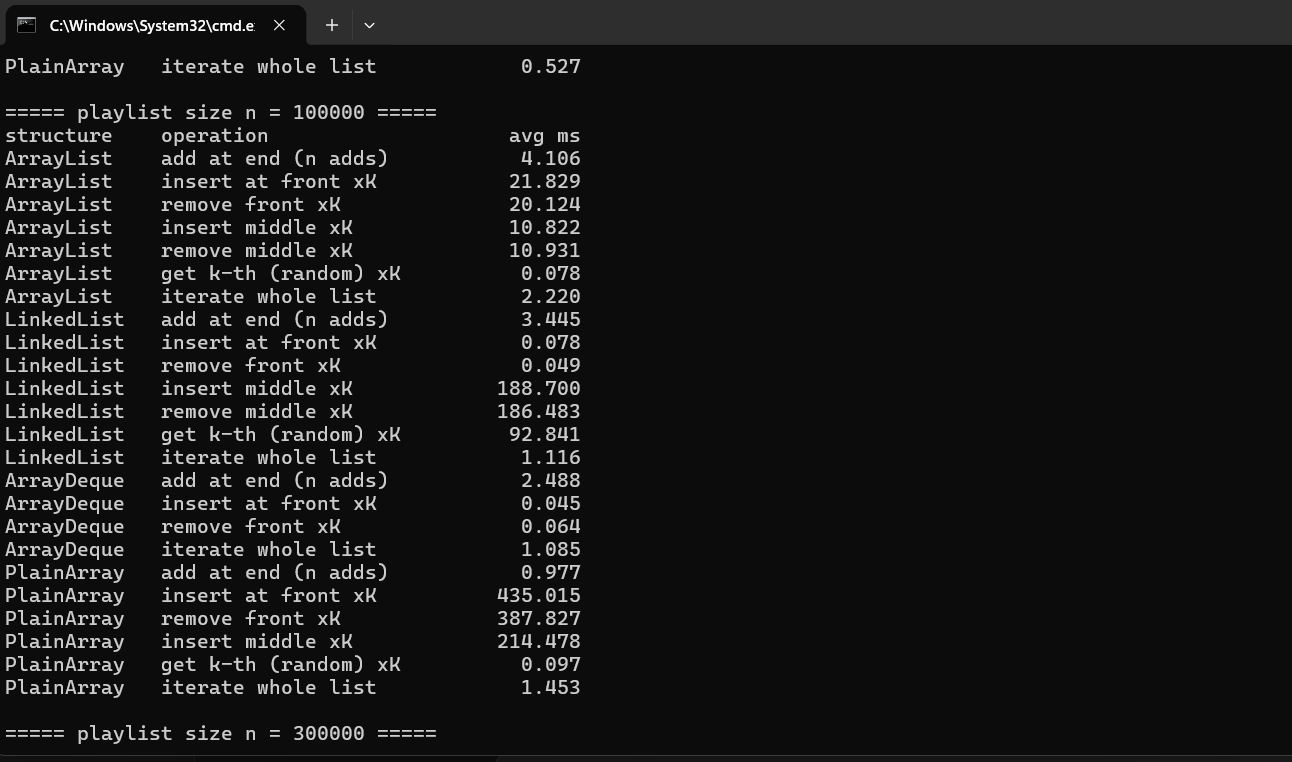 C:\Windows\System32\cmd.e
PlainArray   iterate whole list            0.527
===== playlist size n = 100000 =====
structure    operation                    avg ms
ArrayList    add at end (n adds)           4.106
ArrayList    insert at front xK           21.829
ArrayList    remove front xK              20.124
ArrayList    insert middle xK             10.822
ArrayList    remove middle xK             10.931
ArrayList    get k-th (random) xK          0.078
ArrayList    iterate whole list            2.220
LinkedList   add at end (n adds)           3.445
LinkedList   insert at front xK            0.078
LinkedList   remove front xK               0.049
LinkedList   insert middle xK            188.700
LinkedList   remove middle xK            186.483
LinkedList   get k-th (random) xK         92.841
LinkedList   iterate whole list            1.116
ArrayDeque   add at end (n adds)           2.488
ArrayDeque   insert at front xK            0.045
ArrayDeque   remove front xK               0.064
ArrayDeque   iterate whole list            1.085
PlainArray   add at end (n adds)           0.977
PlainArray   insert at front xK          435.015
PlainArray   remove front xK             387.827
PlainArray   insert middle xK            214.478
PlainArray   get k-th (random) xK          0.097
PlainArray   iterate whole list            1.453
===== playlist size n = 300000 =====